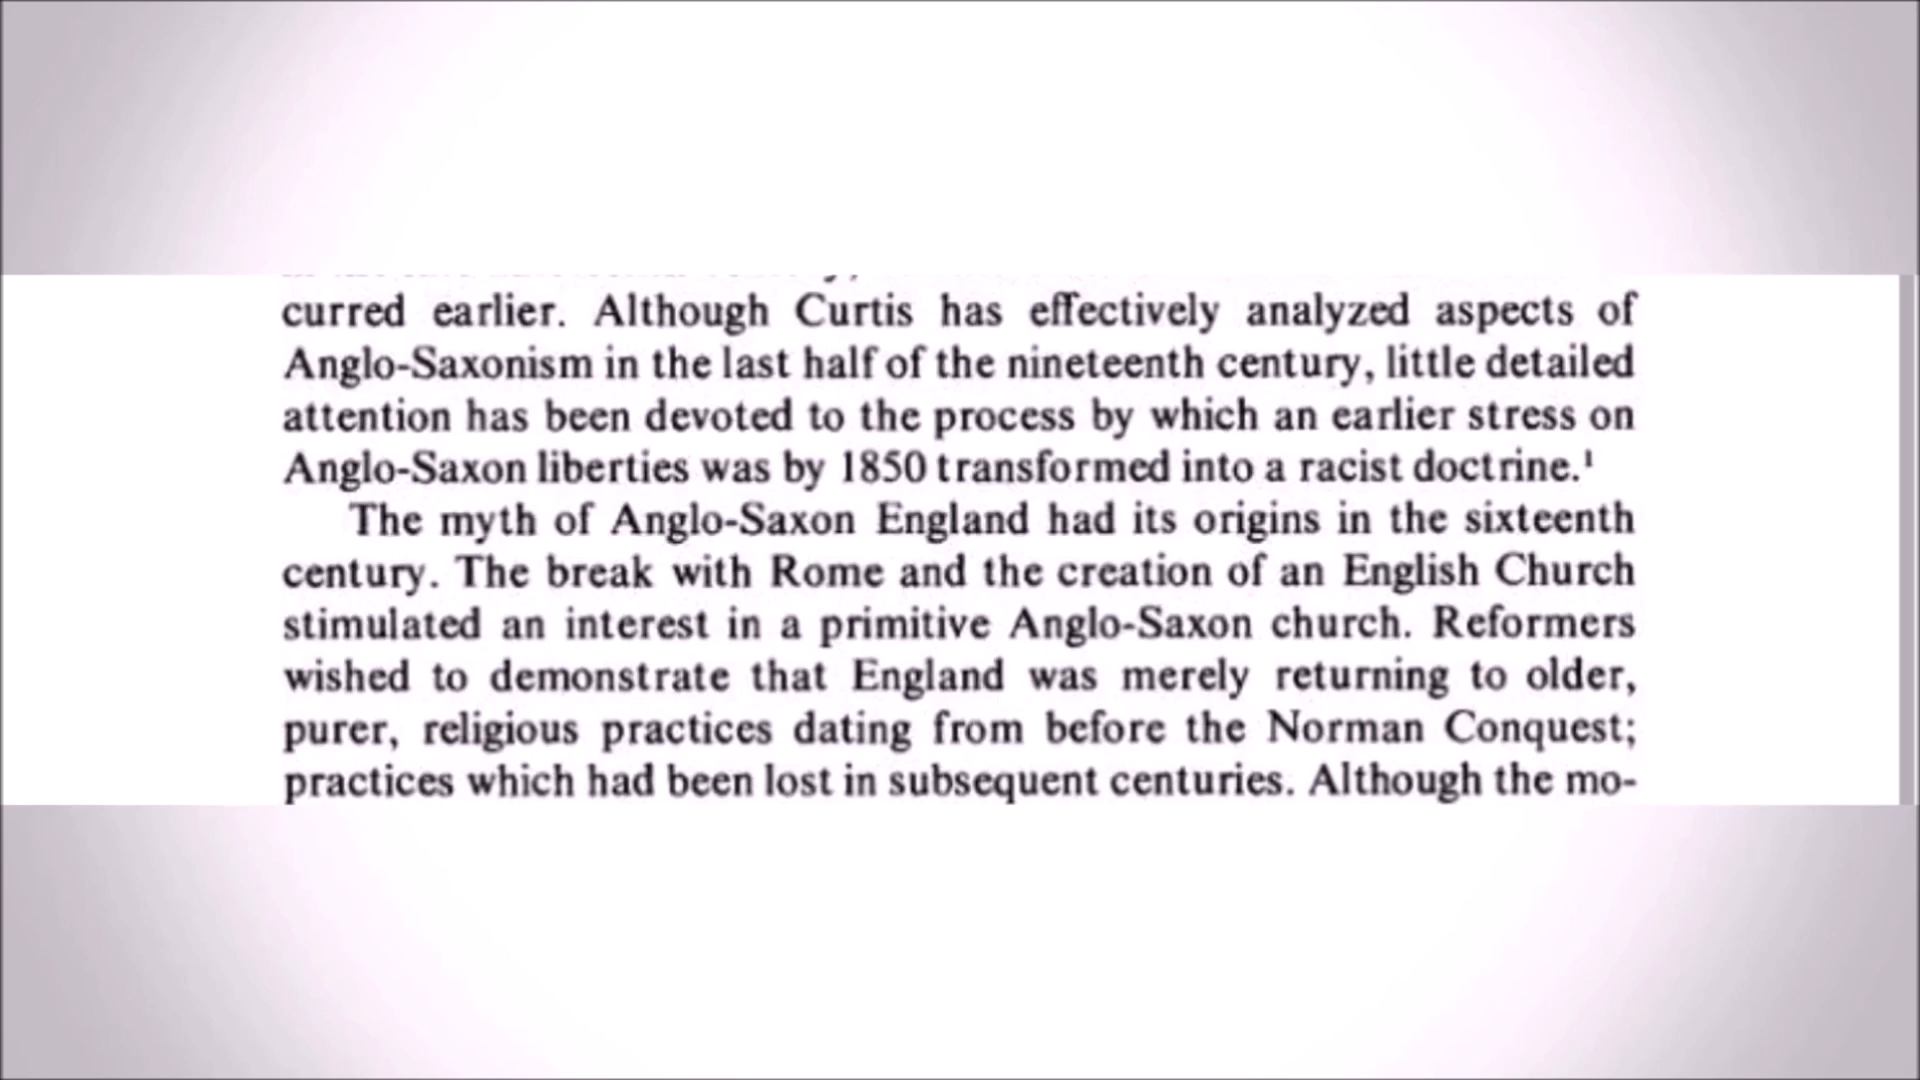 curred earlier. Although Curtis has effectively analyzed aspects of
Anglo-Saxonism in the last half of the nineteenth century, little detailed
attention has been devoted to the process by which an earlier stress on
Anglo-Saxon liberties was by 1850 transformed into a racist doctrine.¹
The myth of Anglo-Saxon England had its origins in the sixteenth
century. The break with Rome and the creation of an English Church
stimulated an interest in a primitive Anglo-Saxon church. Reformers
wished to demonstrate that England was merely returning to older,
purer, religious practices dating from before the Norman Conquest;
practices which had been lost in subsequent centuries. Although the mo-